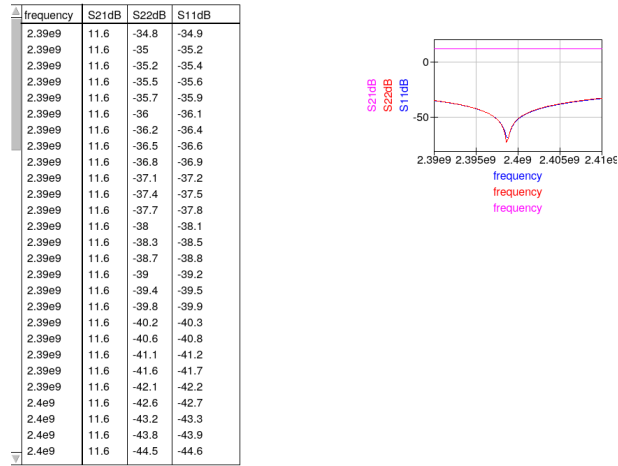 frequency S21dB S22dB S11dB
2.39e9 11.6 -34.8 -34.9
2.39e9 11.6 -35 -35.2
2.39e9 11.6 -35.2 -35.4
2.39e9 11.6 -35.5 -35.6
2.39e9 11.6 -35.7 -35.9
2.39e9 11.6 -36 -36.1
2.39e9 11.6 -36.2 -36.4
2.39e9 11.6 -36.5 -36.6
2.39e9 11.6 -36.8 -36.9
2.39e9 11.6 -37.1 -37.2
2.39e9 11.6 -37.4 -37.5
2.39e9 11.6 -37.7 -37.8
2.39e9 11.6 -38 -38.1
2.39e9 11.6 -38.3 -38.5
2.39e9 11.6 -38.7 -38.8
2.39e9 11.6 -39 -39.2
2.39e9 11.6 -39.4 -39.5
2.39e9 11.6 -39.8 -39.9
2.39e9 11.6 -40.2 -40.3
2.39e9 11.6 -40.6 -40.8
2.39e9 11.6 -41.1 -41.2
2.39e9 11.6 -41.6 -41.7
2.39e9 11.6 -42.1 -42.2
2.4e9 11.6 -42.6 -42.7
2.4e9 11.6 -43.2 -43.3
2.4e9 11.6 -43.8 -43.9
2.4e9 11.6 -44.5 -44.6
S21dB
S22dB
S11dB
0
-50
2.39e9 2.395e9 2.4e9 2.405e9 2.41e9
frequency
frequency
frequency